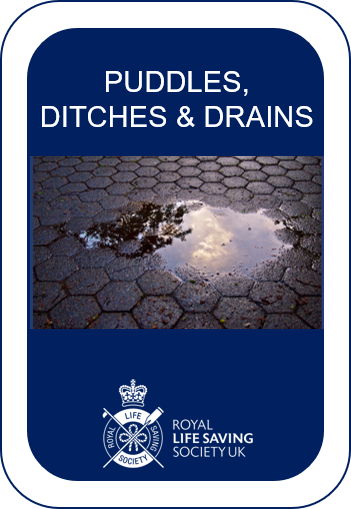 PUDDLES,
DITCHES & DRAINS
LIFE
ROYAL
SAVING
SOCIETY
ROYAL
LIFE SAVING
SOCIETY UK